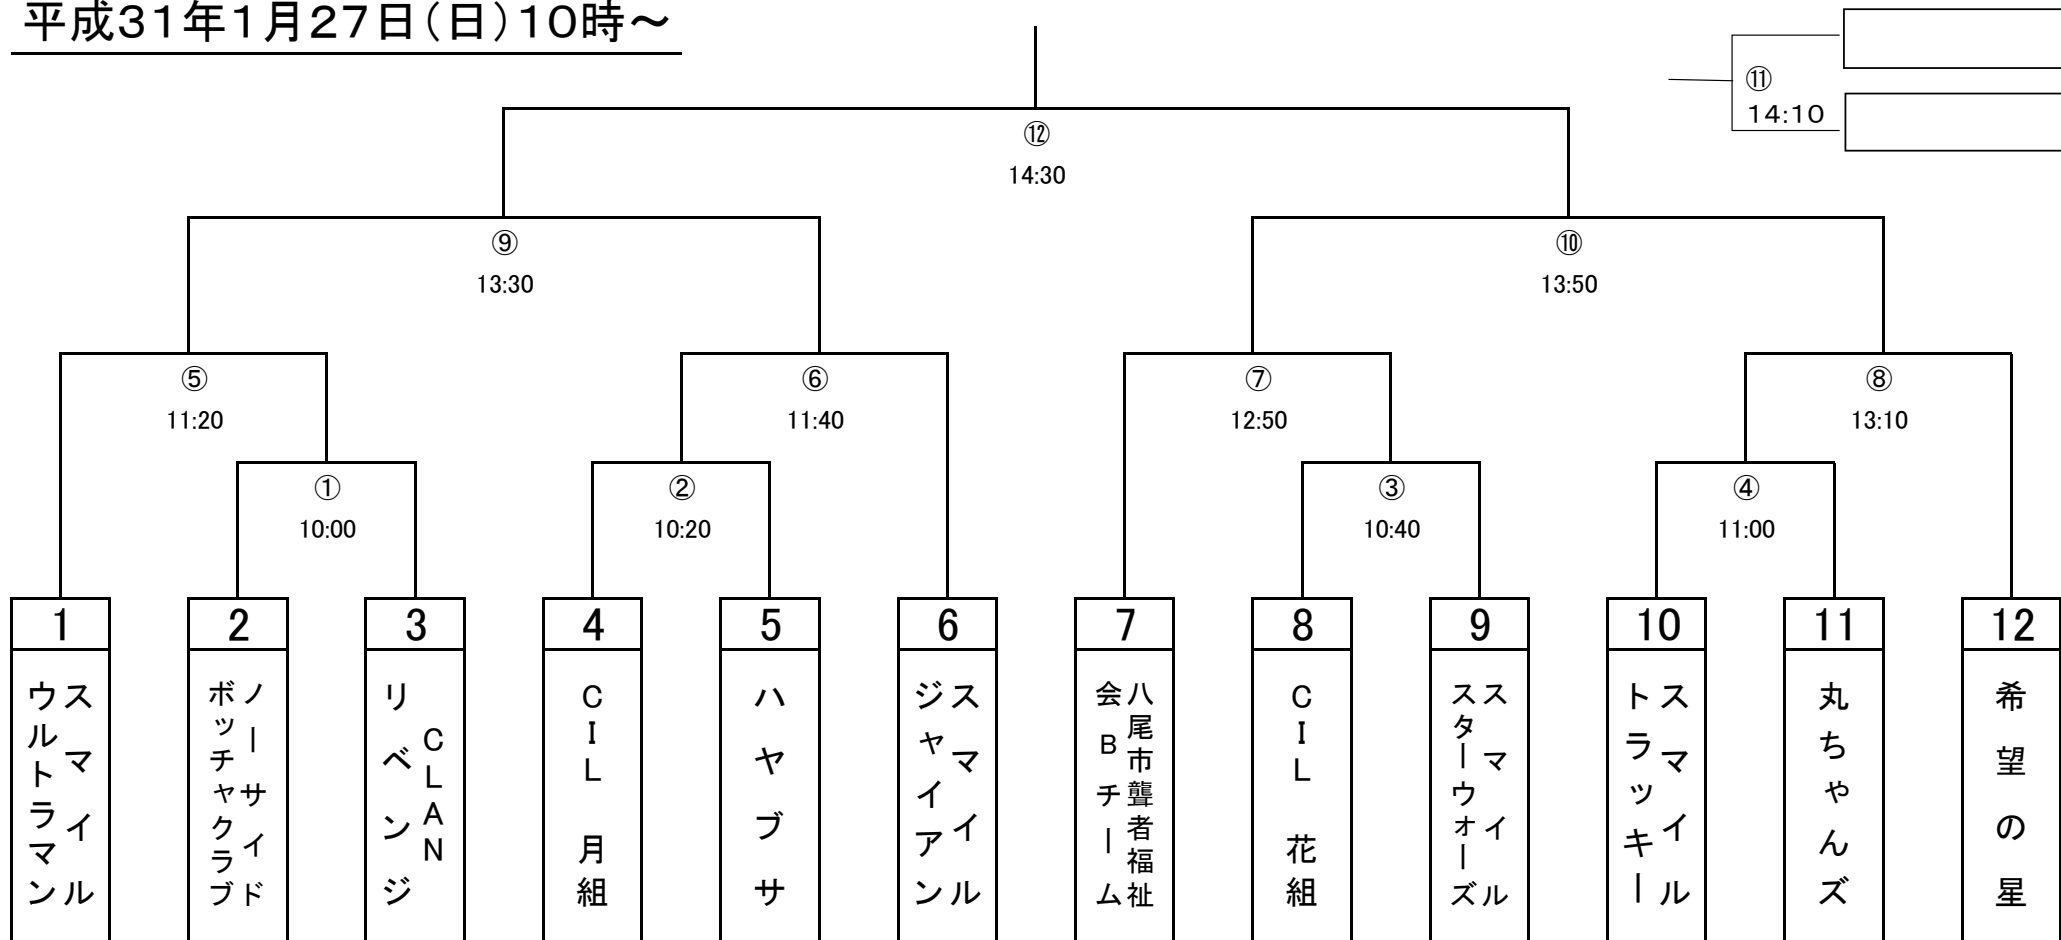 平成31年1月27日(日)10時～
⑪
14:10
⑫
14:30
⑨
13:30
⑩
13:50
⑤
11:20
⑥
11:40
⑦
12:50
⑧
13:10
①
10:00
②
10:20
③
10:40
④
11:00
1
2
3
4
5
6
7
8
9
10
11
12
スマイル
ウルトラマン
ノーサイド
ボッチャクラブ
CLAN
リベンジ
CIL 月組
ハヤブサ
スマイル
ジャイアン
八尾市聾者福祉
会Bチーム
CIL 花組
スマイル
スターウォーズ
スマイル
トラッキー
丸ちゃんズ
希望の星